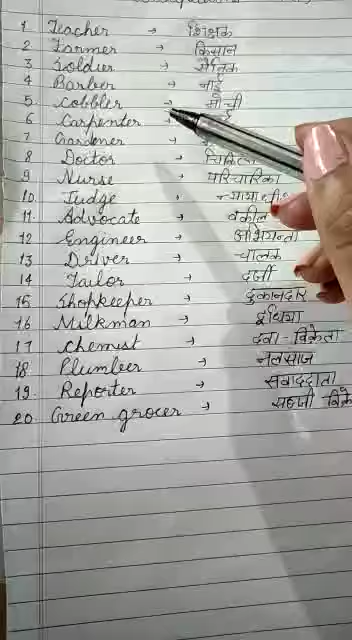 1 Teacher → शिक्षक
2 Farmer → किसान
3 Soldier → सैनिक
4 Barber → नाई
5. Cobbler → मोची
6 Carpenter →
7 Gardener →
8 Doctor →
9 Nurse → परिचारिका
10. Judge
11. Advocate → वकील
12 Engineer → अभियन्ता
13 Driver → चालक
14 Tailor → दर्जी
15 Shopkeeper → दुकानदार
16 Milkman → दूधिया
17 Chemist → दवा-विक्रेता
18 Plumber → नलसाज
19. Reporter → संवाददाता
20. Green grocer → सब्जी